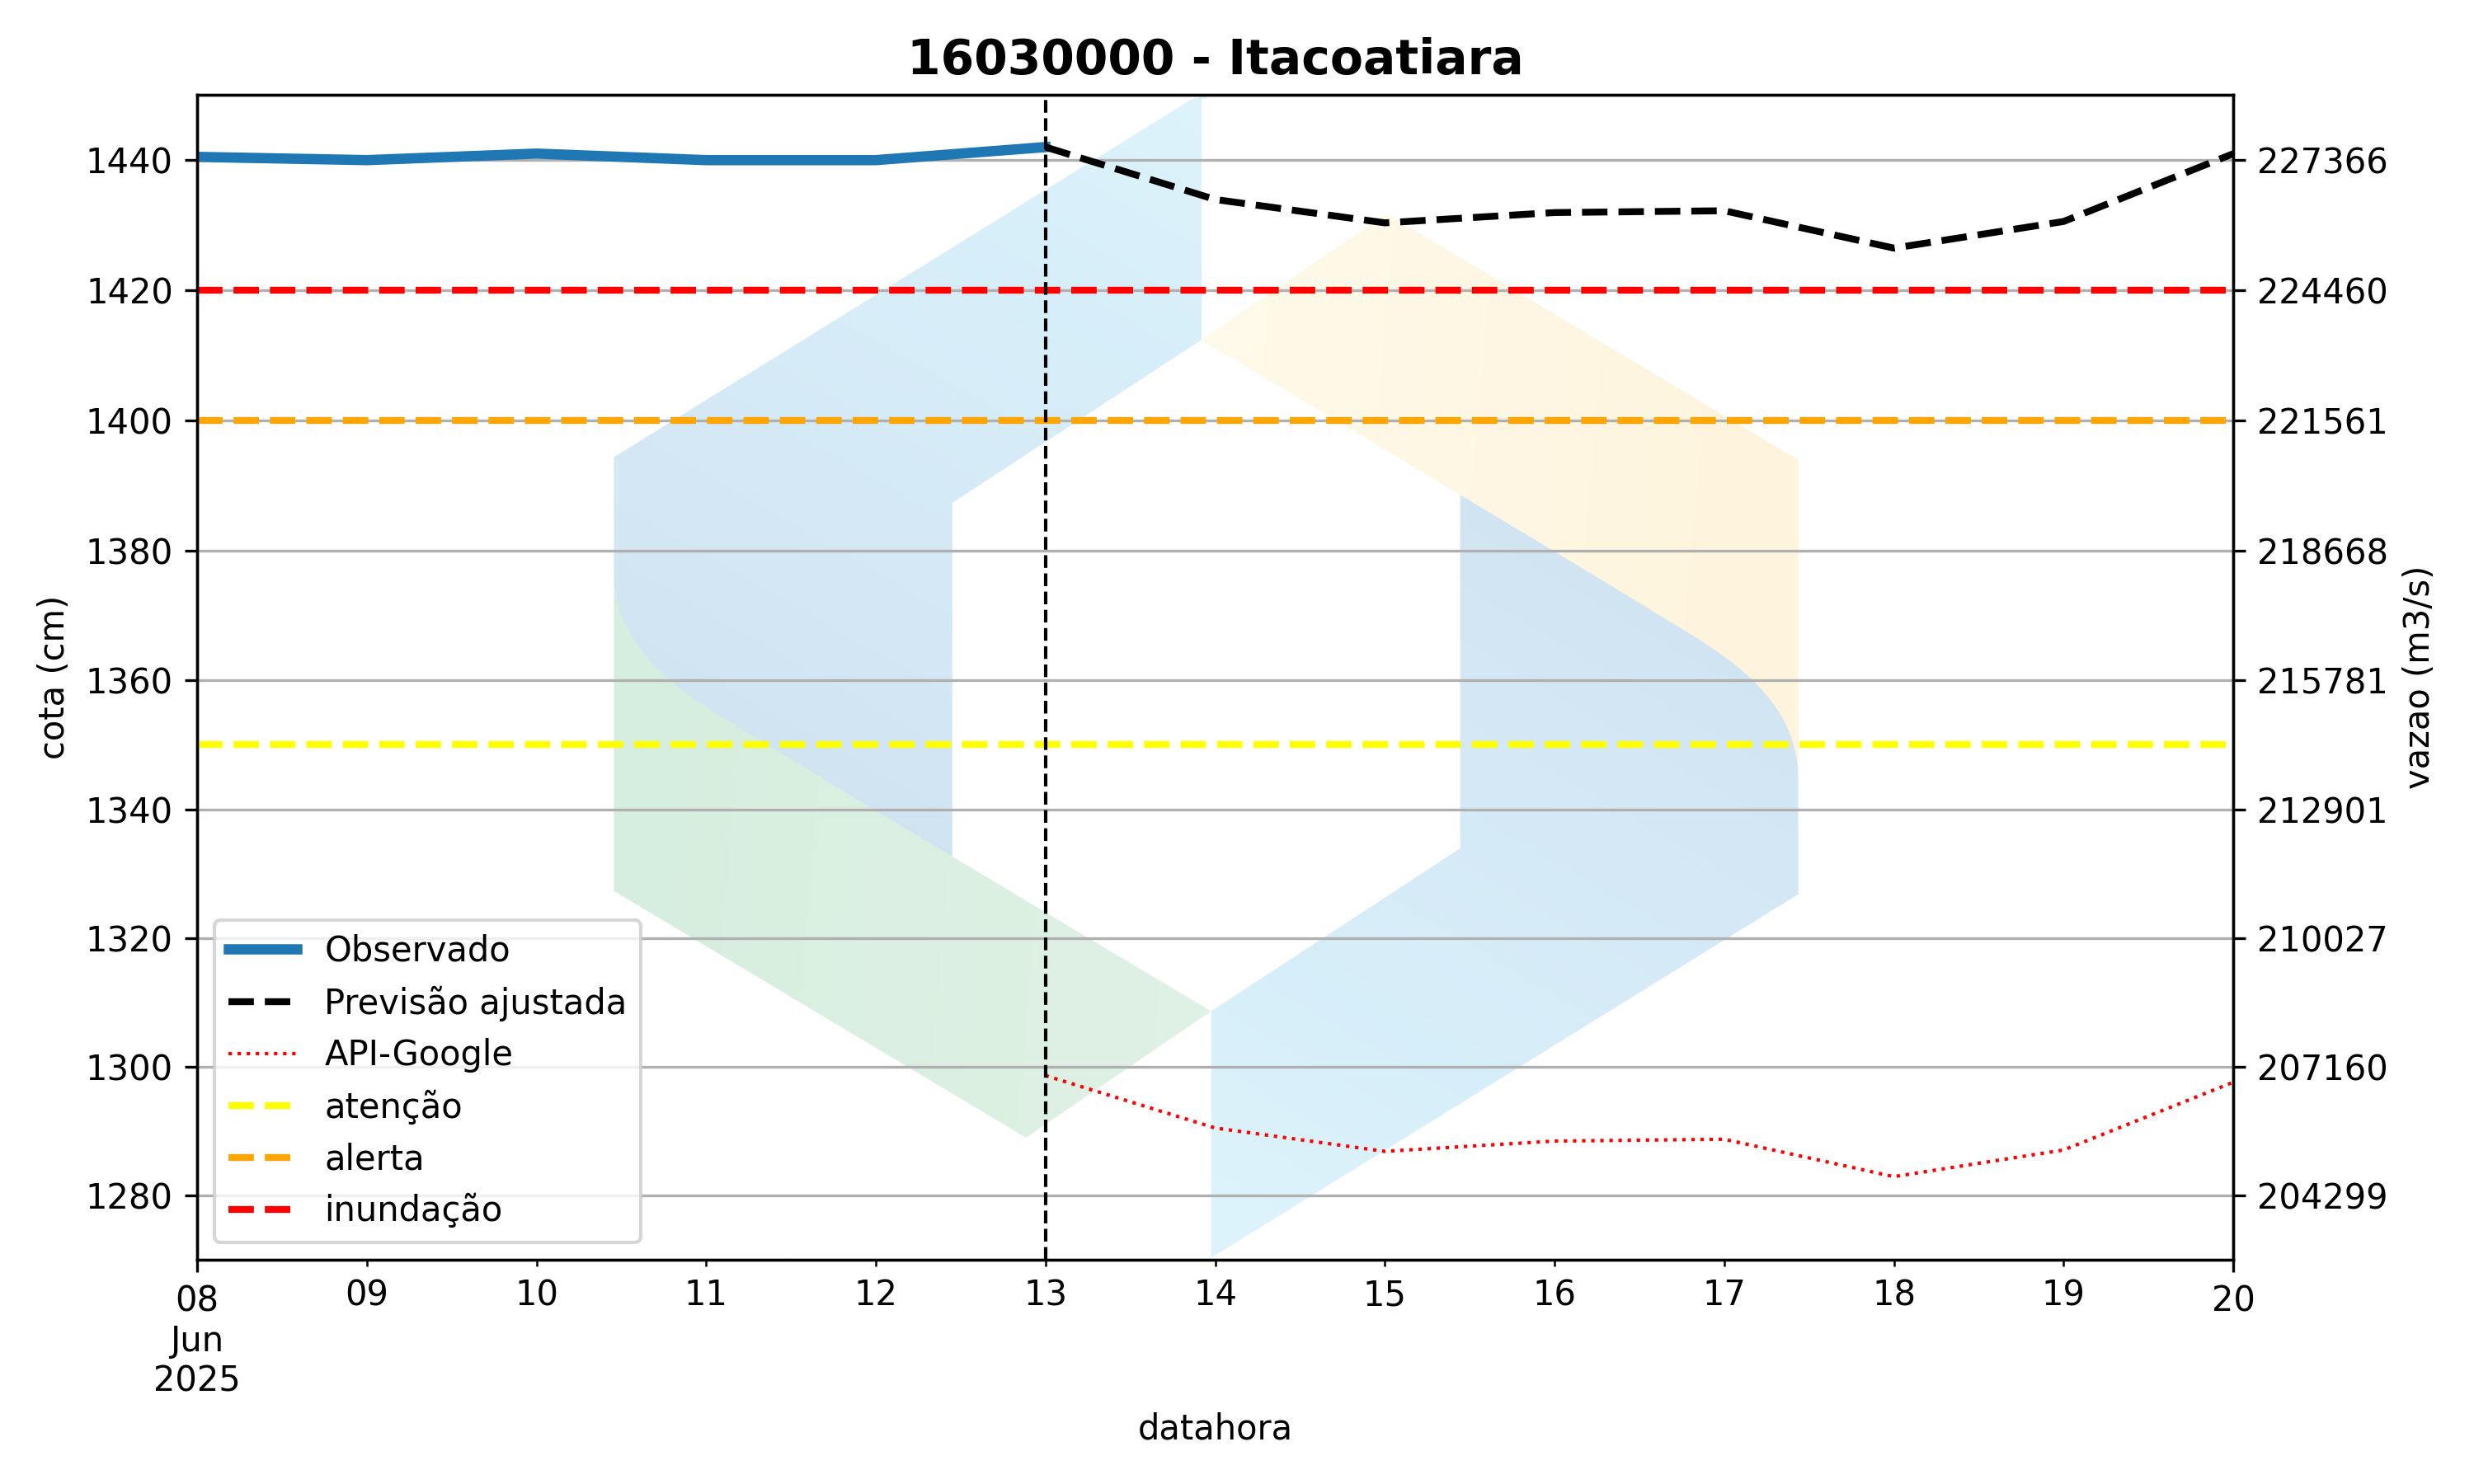 16030000 - Itacoatiara
1440
1420
1400
1380
1360
1340
1320
1300
1280
cota (cm)
227366
224460
221561
218668
215781
212901
210027
207160
204299
vazao (m3/s)
Observado
Previsão ajustada
API-Google
atenção
alerta
inundação
08 09 10 11 12 13 14 15 16 17 18 19 20
Jun
2025
datahora